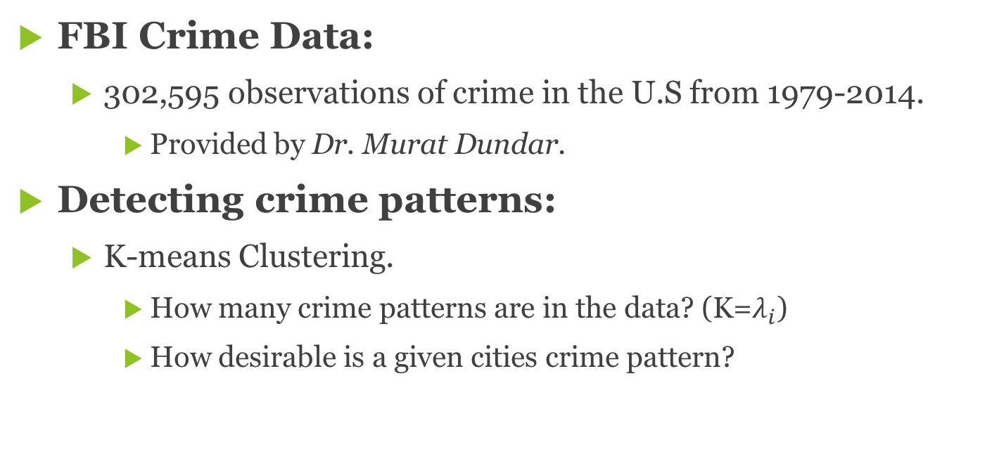 FBI Crime Data:
302,595 observations of crime in the U.S from 1979-2014.
Provided by Dr. Murat Dundar.
Detecting crime patterns:
K-means Clustering.
How many crime patterns are in the data? (K=λᵢ)
How desirable is a given cities crime pattern?